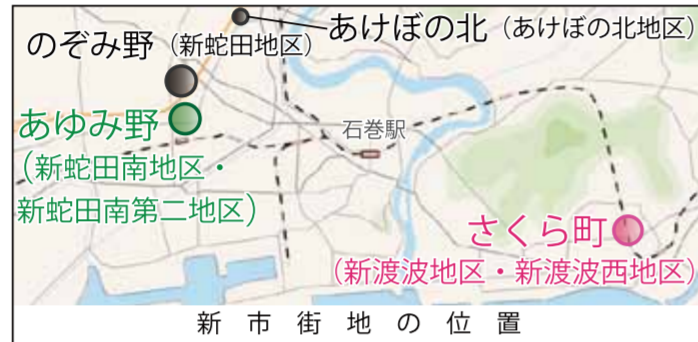 あけぼの北（あけぼの北地区）
のぞみ野（新蛇田地区）
あゆみ野
（新蛇田南地区・
新蛇田南第二地区）
石巻駅
さくら町
（新渡波地区・新渡波西地区）
新市街地の位置